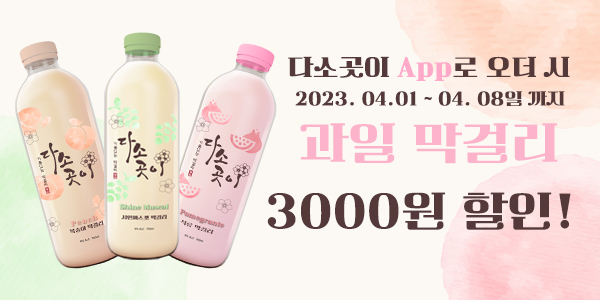 다소곳이 App로 오더 시
2023. 04.01 ~ 04. 08일 까지
과일 막걸리
3000원 할인!
다소곳이
Peach
복숭아 막걸리
다소곳이
Shine Muscat
샤인머스켓 막걸리
다소곳이
Pomegranate
석류 막걸리